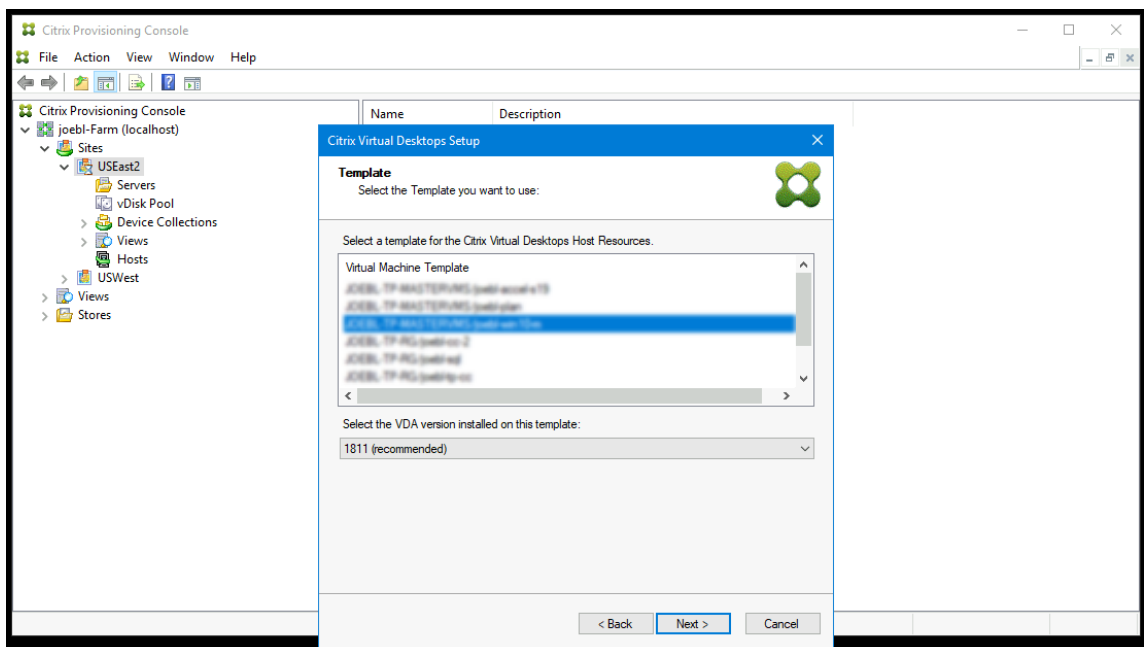 Citrix Provisioning Console
File Action View Window Help
Citrix Provisioning Console
joebl-Farm (localhost)
Sites
USEast2
Servers
vDisk Pool
Device Collections
Views
Hosts
USWest
Views
Stores
Name Description
Citrix Virtual Desktops Setup
Template
Select the Template you want to use:
Select a template for the Citrix Virtual Desktops Host Resources.
Virtual Machine Template
Select the VDA version installed on this template:
1811 (recommended)
< Back Next > Cancel